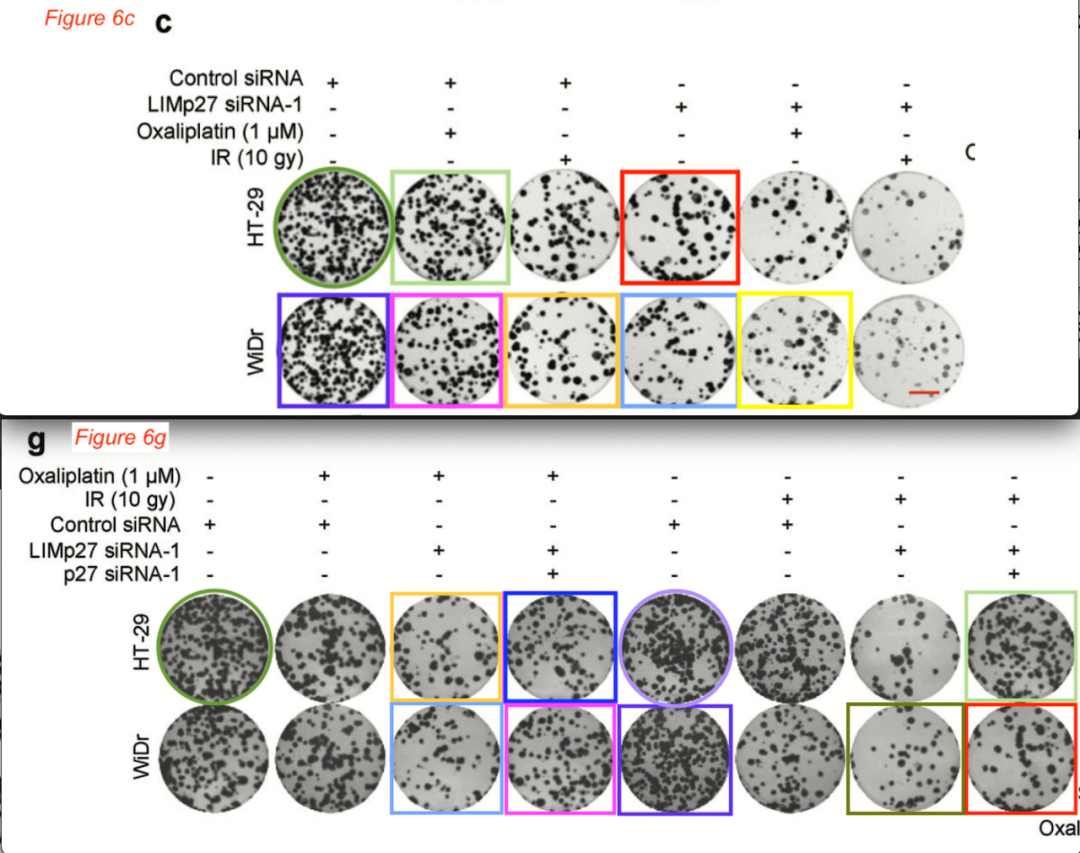 Figure 6c c
Control siRNA + + + - - -
LIMp27 siRNA-1 - - - + + +
Oxaliplatin (1 µM) - + - - + -
IR (10 gy) - - + - - +
HT-29
WiDr
g Figure 6g
Oxaliplatin (1 µM) - + + + - - - -
IR (10 gy) - - - - - + + +
Control siRNA + + - - + + - -
LIMp27 siRNA-1 - - + + - - + +
p27 siRNA-1 - - - + - - - +
HT-29
WiDr
Oxal